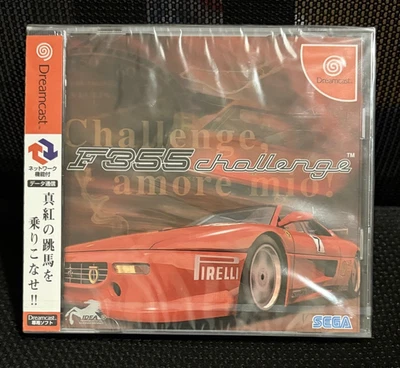 Dreamcast
ネットワーク
機能付
データ通信
真紅の跳馬を
乗りこなせ!!
Dreamcast
専用ソフト
Dreamcast
Challenge,
F355 challenge™
amore mio!
PIRELLI
SEGA